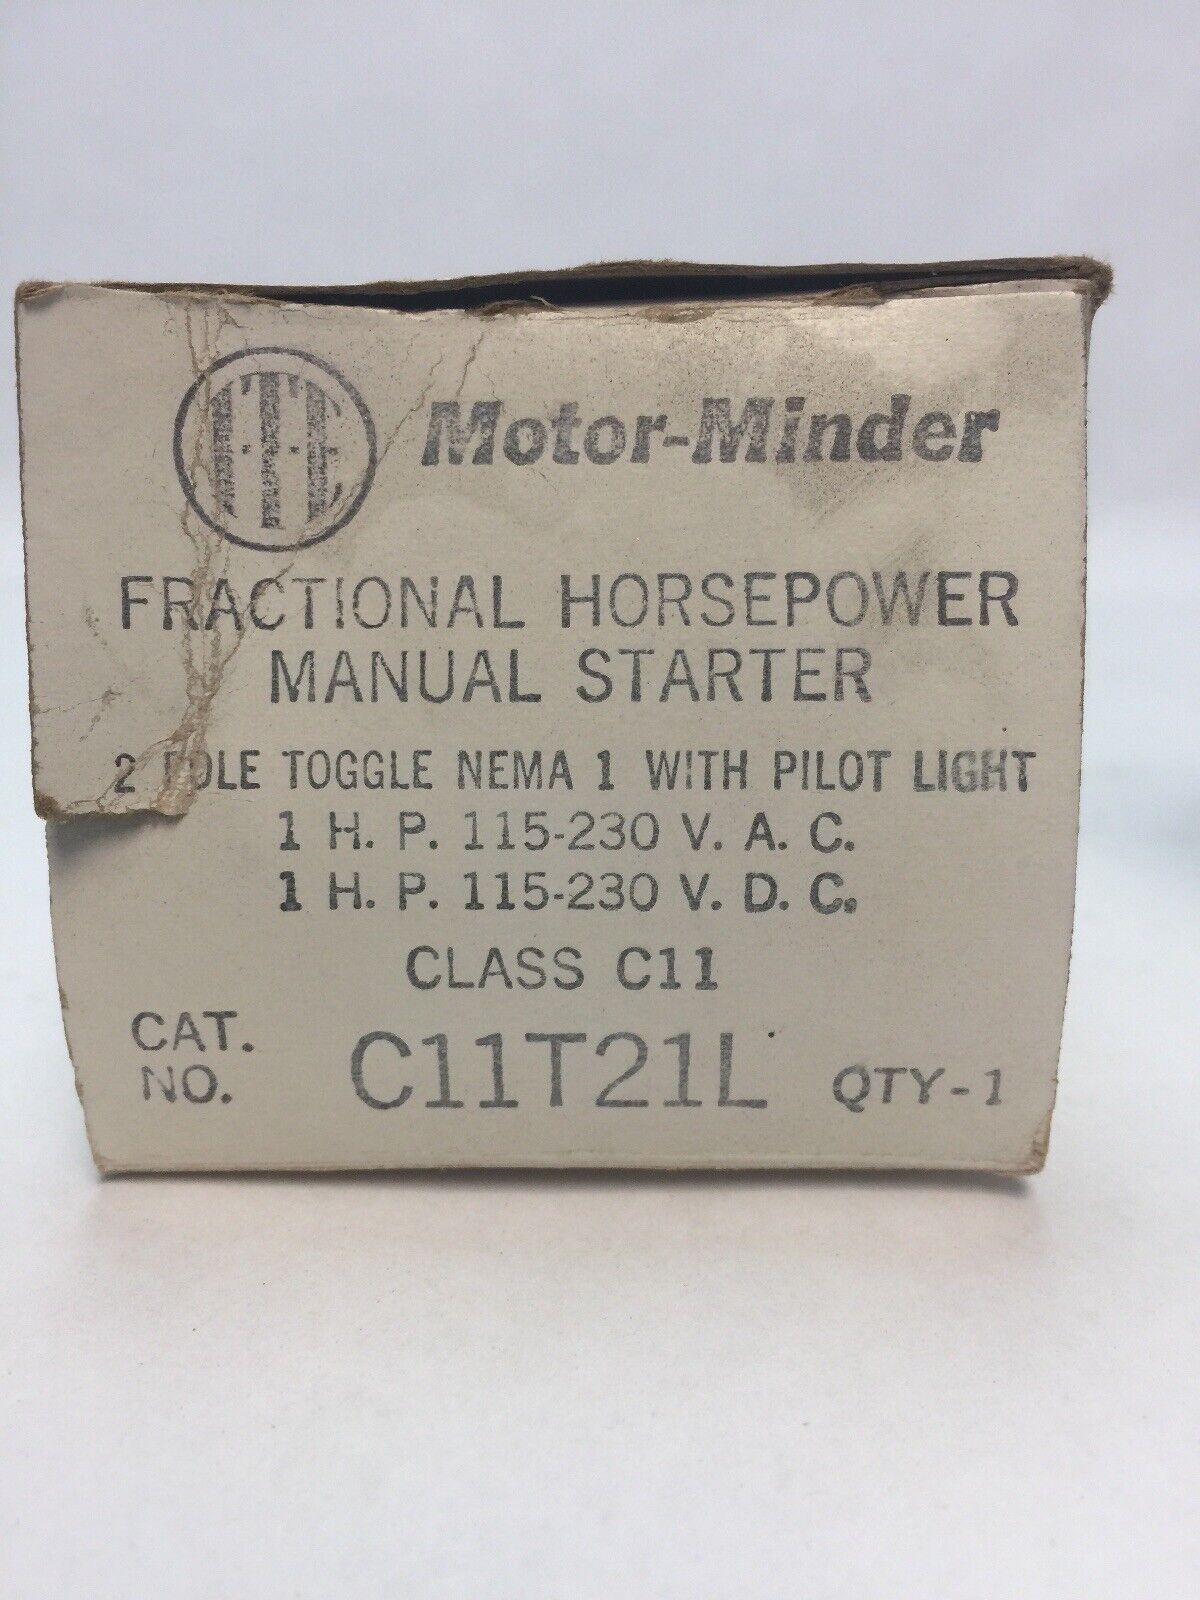 I-T-E Motor-Minder
FRACTIONAL HORSEPOWER
MANUAL STARTER
2 POLE TOGGLE NEMA 1 WITH PILOT LIGHT
1 H. P. 115-230 V. A. C.
1 H. P. 115-230 V. D. C.
CLASS C11
CAT. NO. C11T21L QTY-1